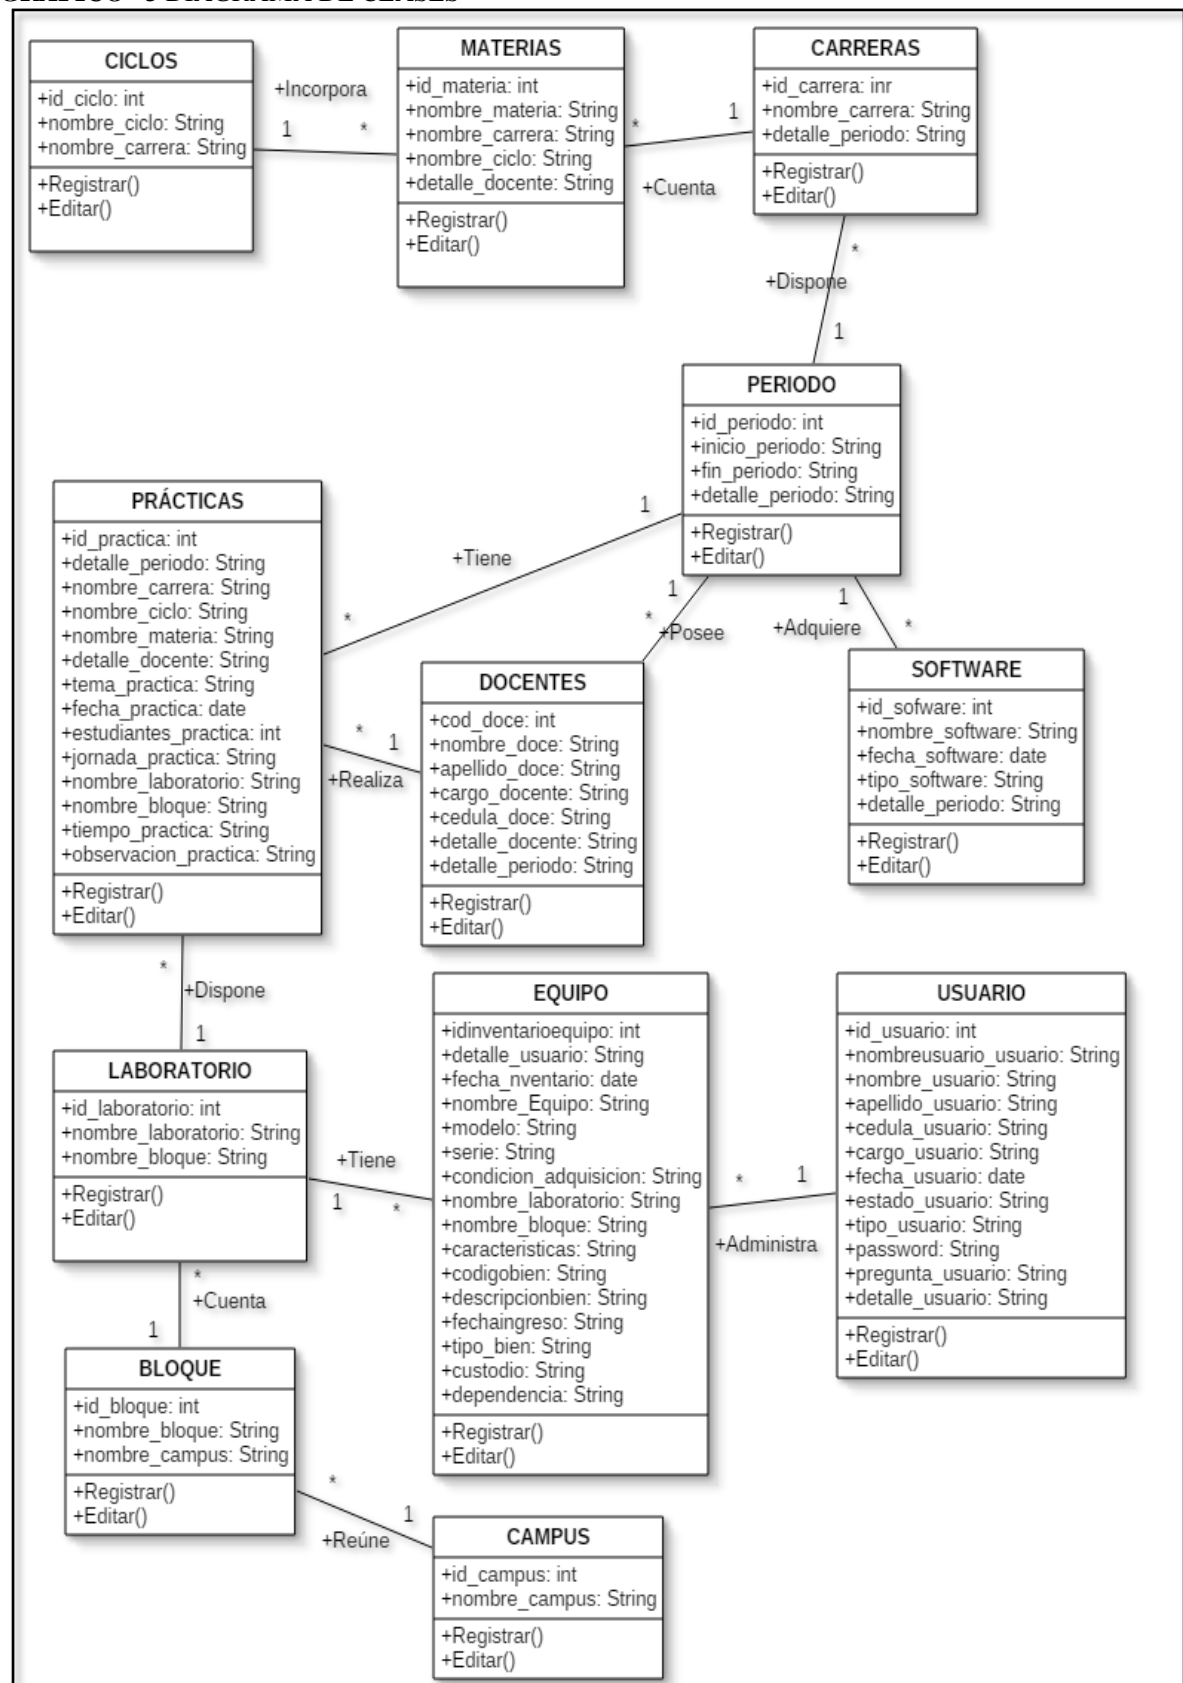 GRÁFICO 3 DIAGRAMA DE CLASES
CICLOS
+id_ciclo: int
+nombre_ciclo: String
+nombre_carrera: String
+Registrar()
+Editar()
+Incorpora
1
*
MATERIAS
+id_materia: int
+nombre_materia: String
+nombre_carrera: String
+nombre_ciclo: String
+detalle_docente: String
+Registrar()
+Editar()
*
1
+Cuenta
CARRERAS
+id_carrera: inr
+nombre_carrera: String
+detalle_periodo: String
+Registrar()
+Editar()
*
+Dispone
1
PERIODO
+id_periodo: int
+inicio_periodo: String
+fin_periodo: String
+detalle_periodo: String
+Registrar()
+Editar()
1
+Tiene
*
1
*
+Posee
1
+Adquiere
*
PRÁCTICAS
+id_practica: int
+detalle_periodo: String
+nombre_carrera: String
+nombre_ciclo: String
+nombre_materia: String
+detalle_docente: String
+tema_practica: String
+fecha_practica: date
+estudiantes_practica: int
+jornada_practica: String
+nombre_laboratorio: String
+nombre_bloque: String
+tiempo_practica: String
+observacion_practica: String
+Registrar()
+Editar()
*
1
+Realiza
DOCENTES
+cod_doce: int
+nombre_doce: String
+apellido_doce: String
+cargo_docente: String
+cedula_doce: String
+detalle_docente: String
+detalle_periodo: String
+Registrar()
+Editar()
SOFTWARE
+id_sofware: int
+nombre_software: String
+fecha_software: date
+tipo_software: String
+detalle_periodo: String
+Registrar()
+Editar()
*
+Dispone
1
LABORATORIO
+id_laboratorio: int
+nombre_laboratorio: String
+nombre_bloque: String
+Registrar()
+Editar()
+Tiene
1
*
EQUIPO
+idinventarioequipo: int
+detalle_usuario: String
+fecha_nventario: date
+nombre_Equipo: String
+modelo: String
+serie: String
+condicion_adquisicion: String
+nombre_laboratorio: String
+nombre_bloque: String
+caracteristicas: String
+codigobien: String
+descripcionbien: String
+fechaingreso: String
+tipo_bien: String
+custodio: String
+dependencia: String
+Registrar()
+Editar()
*
1
+Administra
USUARIO
+id_usuario: int
+nombreusuario_usuario: String
+nombre_usuario: String
+apellido_usuario: String
+cedula_usuario: String
+cargo_usuario: String
+fecha_usuario: date
+estado_usuario: String
+tipo_usuario: String
+password: String
+pregunta_usuario: String
+detalle_usuario: String
+Registrar()
+Editar()
*
+Cuenta
1
BLOQUE
+id_bloque: int
+nombre_bloque: String
+nombre_campus: String
+Registrar()
+Editar()
*
1
+Reúne
CAMPUS
+id_campus: int
+nombre_campus: String
+Registrar()
+Editar()